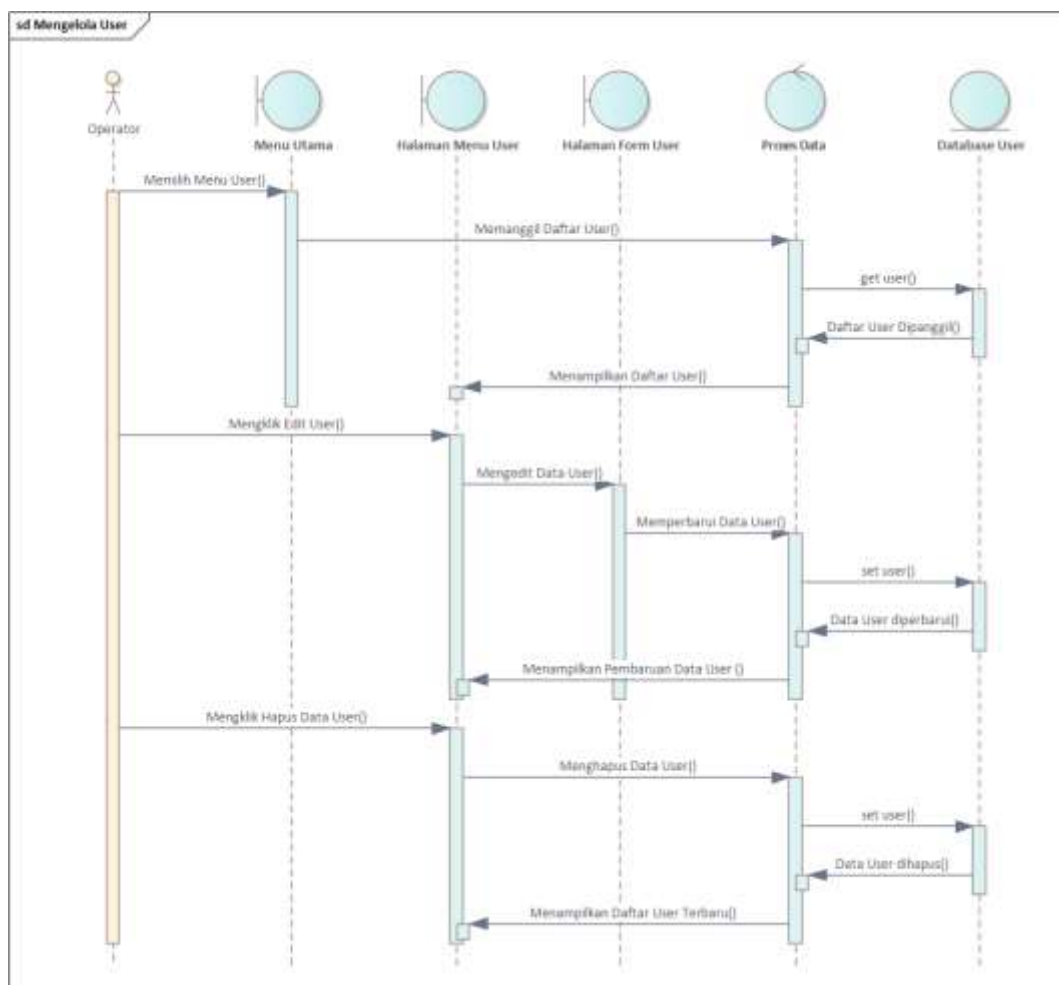 sd Mengelola User
Operator
Menu Utama
Halaman Menu User
Halaman Form User
Proses Data
Database User
Memilih Menu User()
Memanggil Daftar User()
get user()
Daftar User Dipanggil()
Menampilkan Daftar User()
Mengklik Edit User()
Mengedit Data User()
Memperbarui Data User()
set user()
Data User diperbarui()
Menampilkan Pembaruan Data User ()
Mengklik Hapus Data User()
Menghapus Data User()
set user()
Data User dihapus()
Menampilkan Daftar User Terbaru()